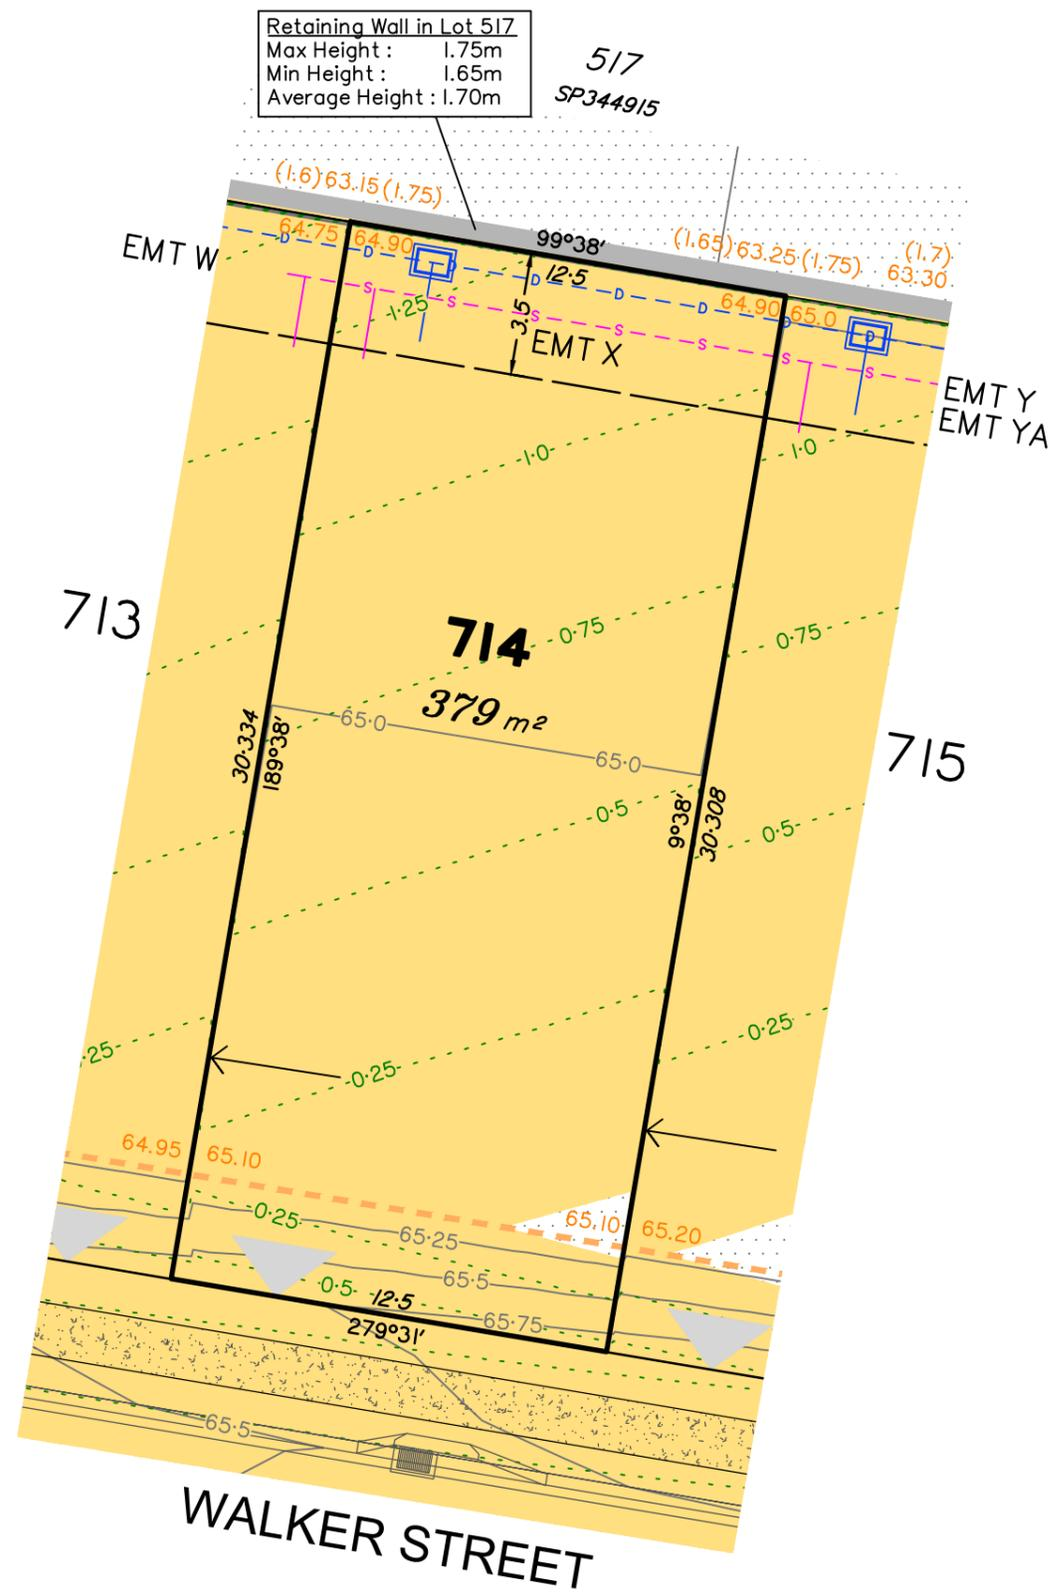 Retaining Wall in Lot 517
Max Height : 1.75m
Min Height : 1.65m
Average Height : 1.70m
517
SP344915
(1.6) 63.15 (1.75)
(1.65) 63.25 (1.75)
(1.7)
63.30
64.75 64.90
99°38'
12·5
EMT W
D D D D D D D D
64.90 65.0
S S S S S S S
1·25
3.5
EMT X
EMT Y
EMT YA
1·0
1·0
713
714
0·75
0·75
379 m²
65·0
65·0
715
30·334
189°38'
9°38'
30·308
0·5
0·5
·25
0·25
0·25
64.95 65.10
65.10 65.20
0·25
65·25
65·5
0·5
12·5
65·75
279°31'
65·5
WALKER STREET